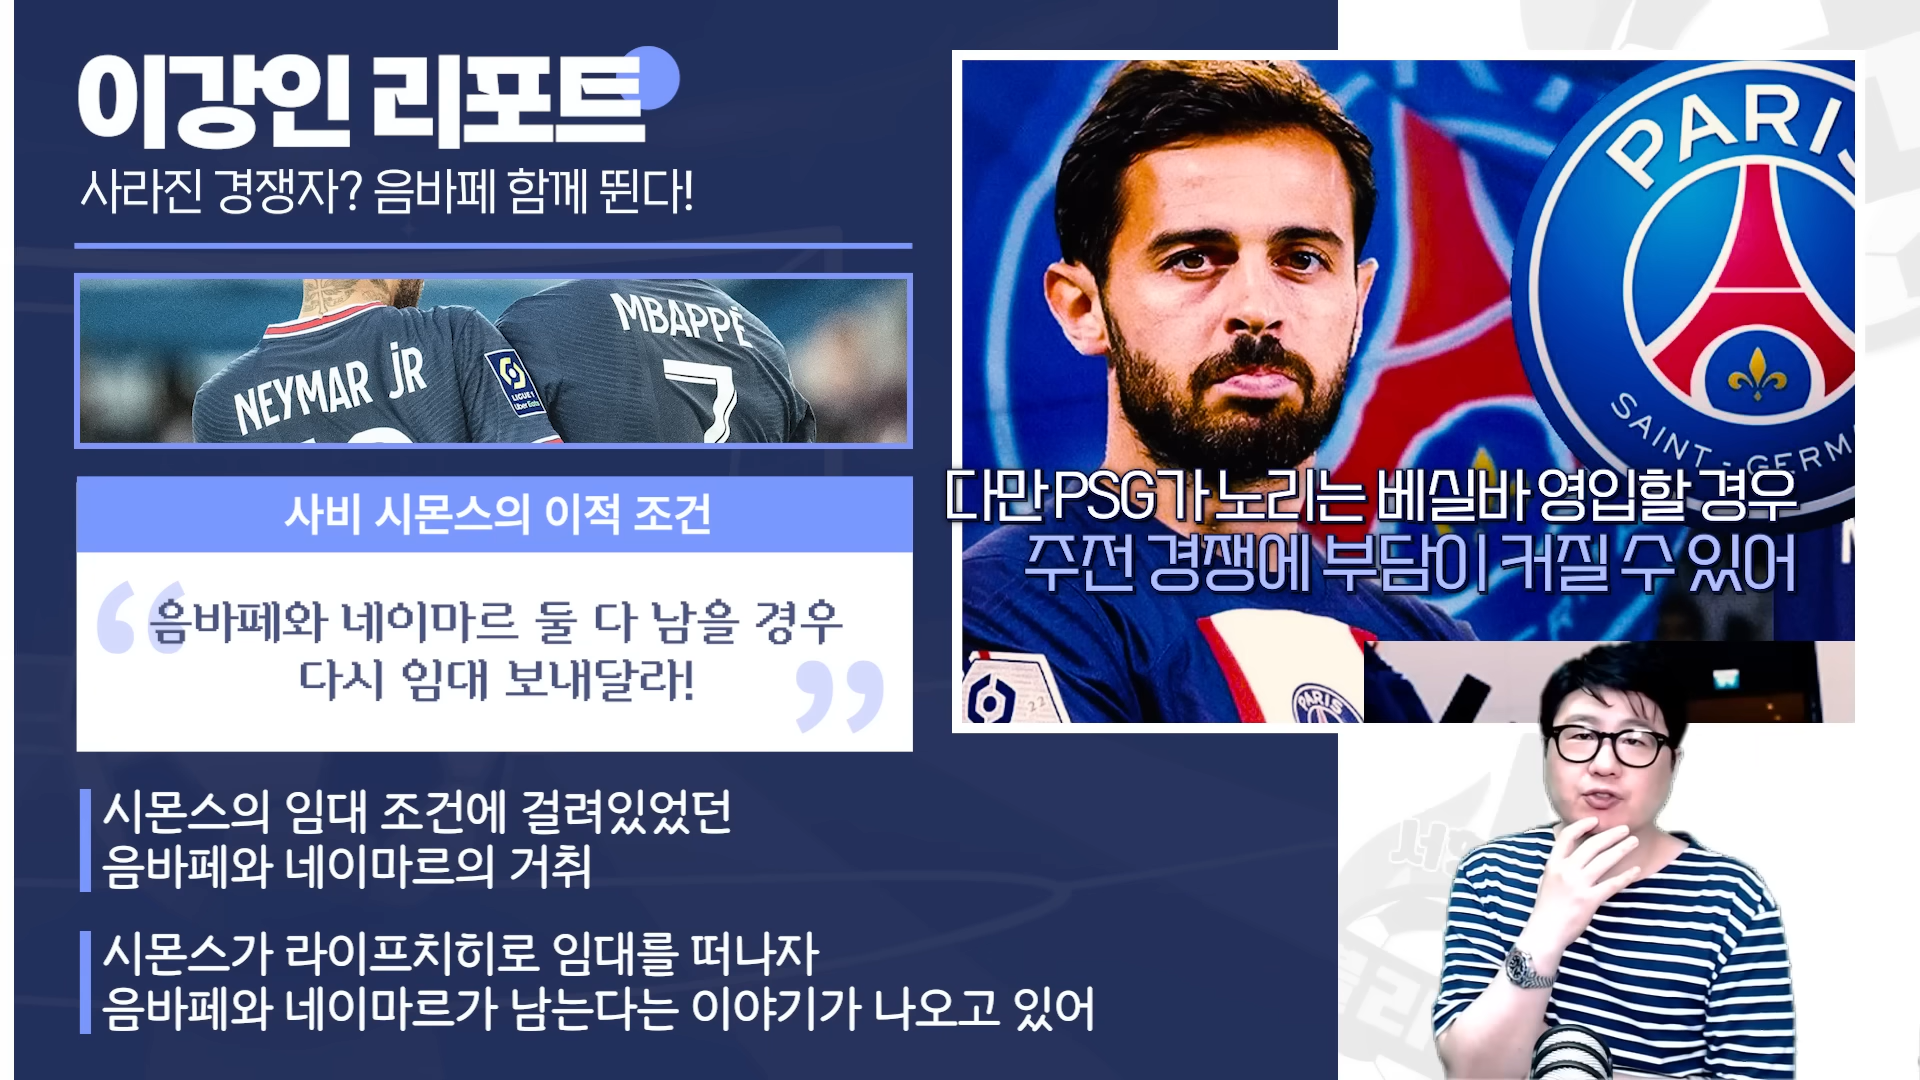 이강인 리포트
사라진 경쟁자? 음바페 함께 뛴다!
NEYMAR JR
MBAPPÉ
7
LIGUE 1
Uber Eats
사비 시몬스의 이적 조건
“음바페와 네이마르 둘 다 남을 경우
다시 임대 보내달라!”
시몬스의 임대 조건에 걸려있었던
음바페와 네이마르의 거취
시몬스가 라이프치히로 임대를 떠나자
음바페와 네이마르가 남는다는 이야기가 나오고 있어
PARIS
SAINT-GERM
다만 PSG가 노리는 베실바 영입할 경우
주전 경쟁에 부담이 커질 수 있어
PARIS